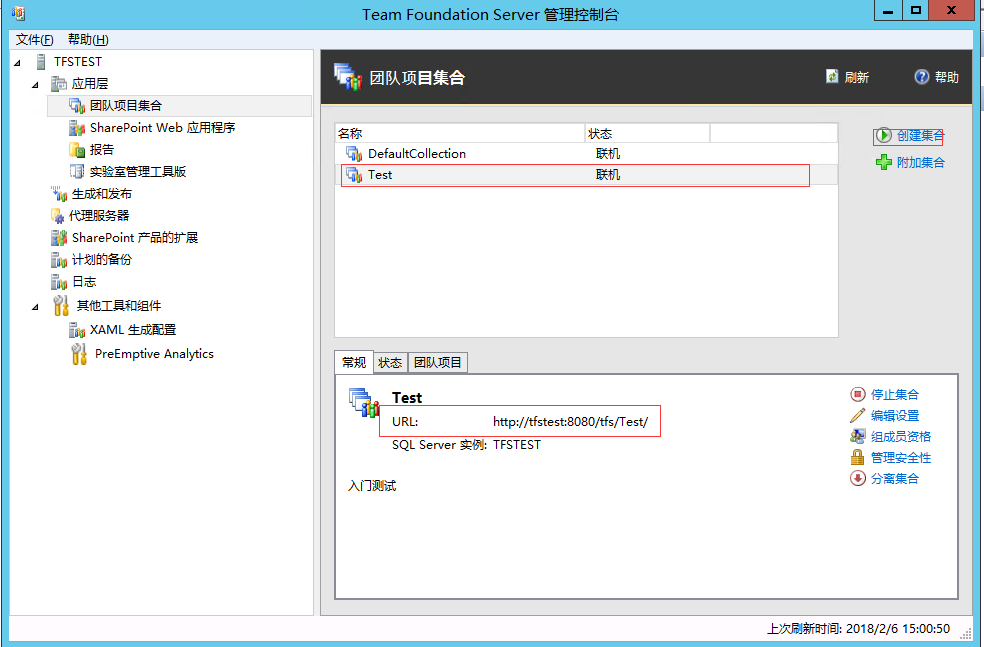 Team Foundation Server 管理控制台
文件(F) 帮助(H)
TFSTEST
应用层
团队项目集合
SharePoint Web 应用程序
报告
实验室管理工具版
生成和发布
代理服务器
SharePoint 产品的扩展
计划的备份
日志
其他工具和组件
XAML 生成配置
PreEmptive Analytics
团队项目集合
刷新
帮助
名称 状态
DefaultCollection 联机
Test 联机
创建集合
附加集合
常规 状态 团队项目
Test
URL: http://tfstest:8080/tfs/Test/
SQL Server 实例: TFSTEST
入门测试
停止集合
编辑设置
组成员资格
管理安全性
分离集合
上次刷新时间: 2018/2/6 15:00:50